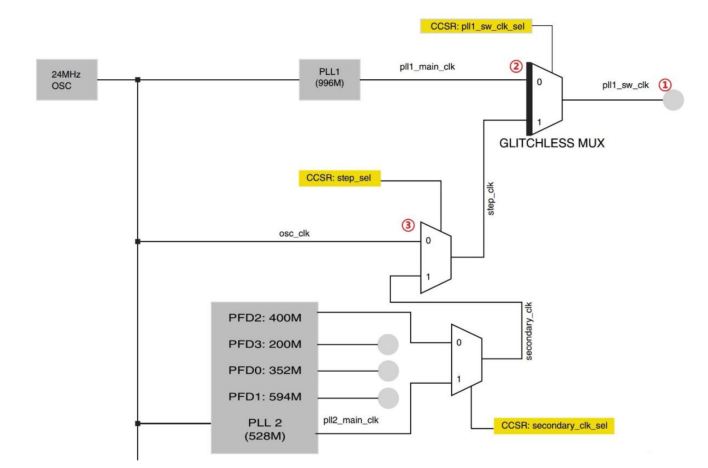 CCSR: pll1_sw_clk_sel
24MHz
OSC
PLL1
(996M)
pll1_main_clk
②
0
1
pll1_sw_clk
①
GLITCHLESS MUX
CCSR: step_sel
step_clk
osc_clk
③
0
1
secondary_clk
PFD2: 400M
PFD3: 200M
PFD0: 352M
PFD1: 594M
PLL 2
(528M)
pll2_main_clk
0
1
CCSR: secondary_clk_sel